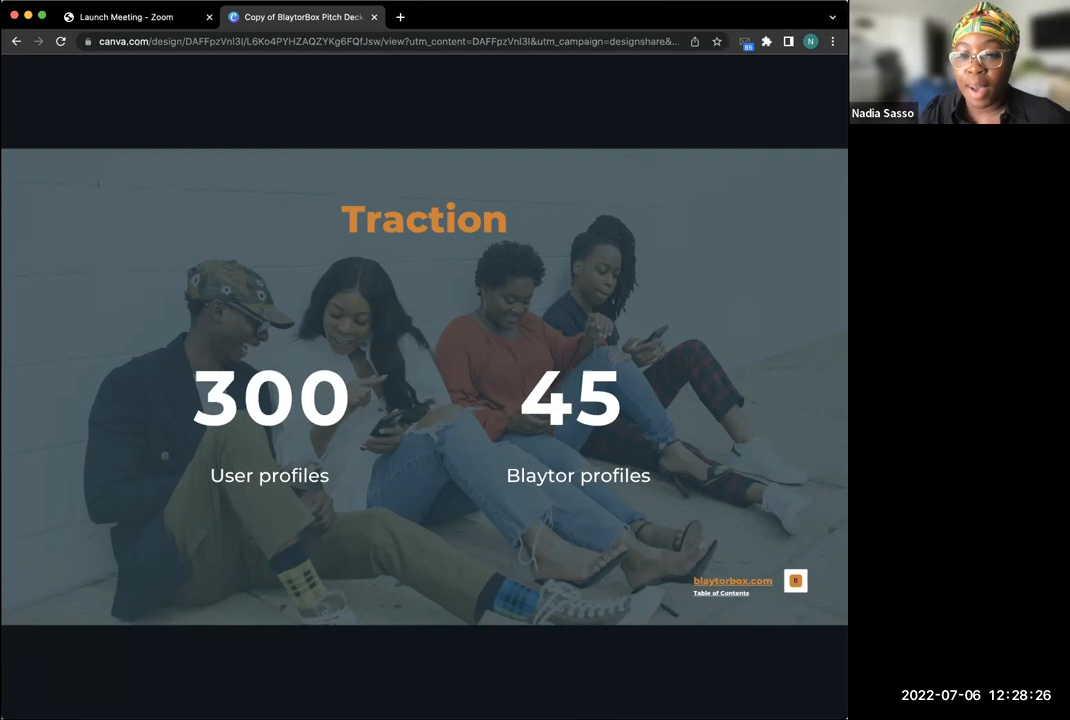 Launch Meeting - Zoom
Copy of BlaytorBox Pitch Deck
canva.com/design/DAFFpzVnl3I/L6Ko4PYHZAQZYKg6FQfJsw/view?utm_content=DAFFpzVnl3I&utm_campaign=designshare&...
85
N
Nadia Sasso
Traction
300
45
User profiles
Blaytor profiles
blaytorbox.com
B
Table of Contents
2022-07-06 12:28:26